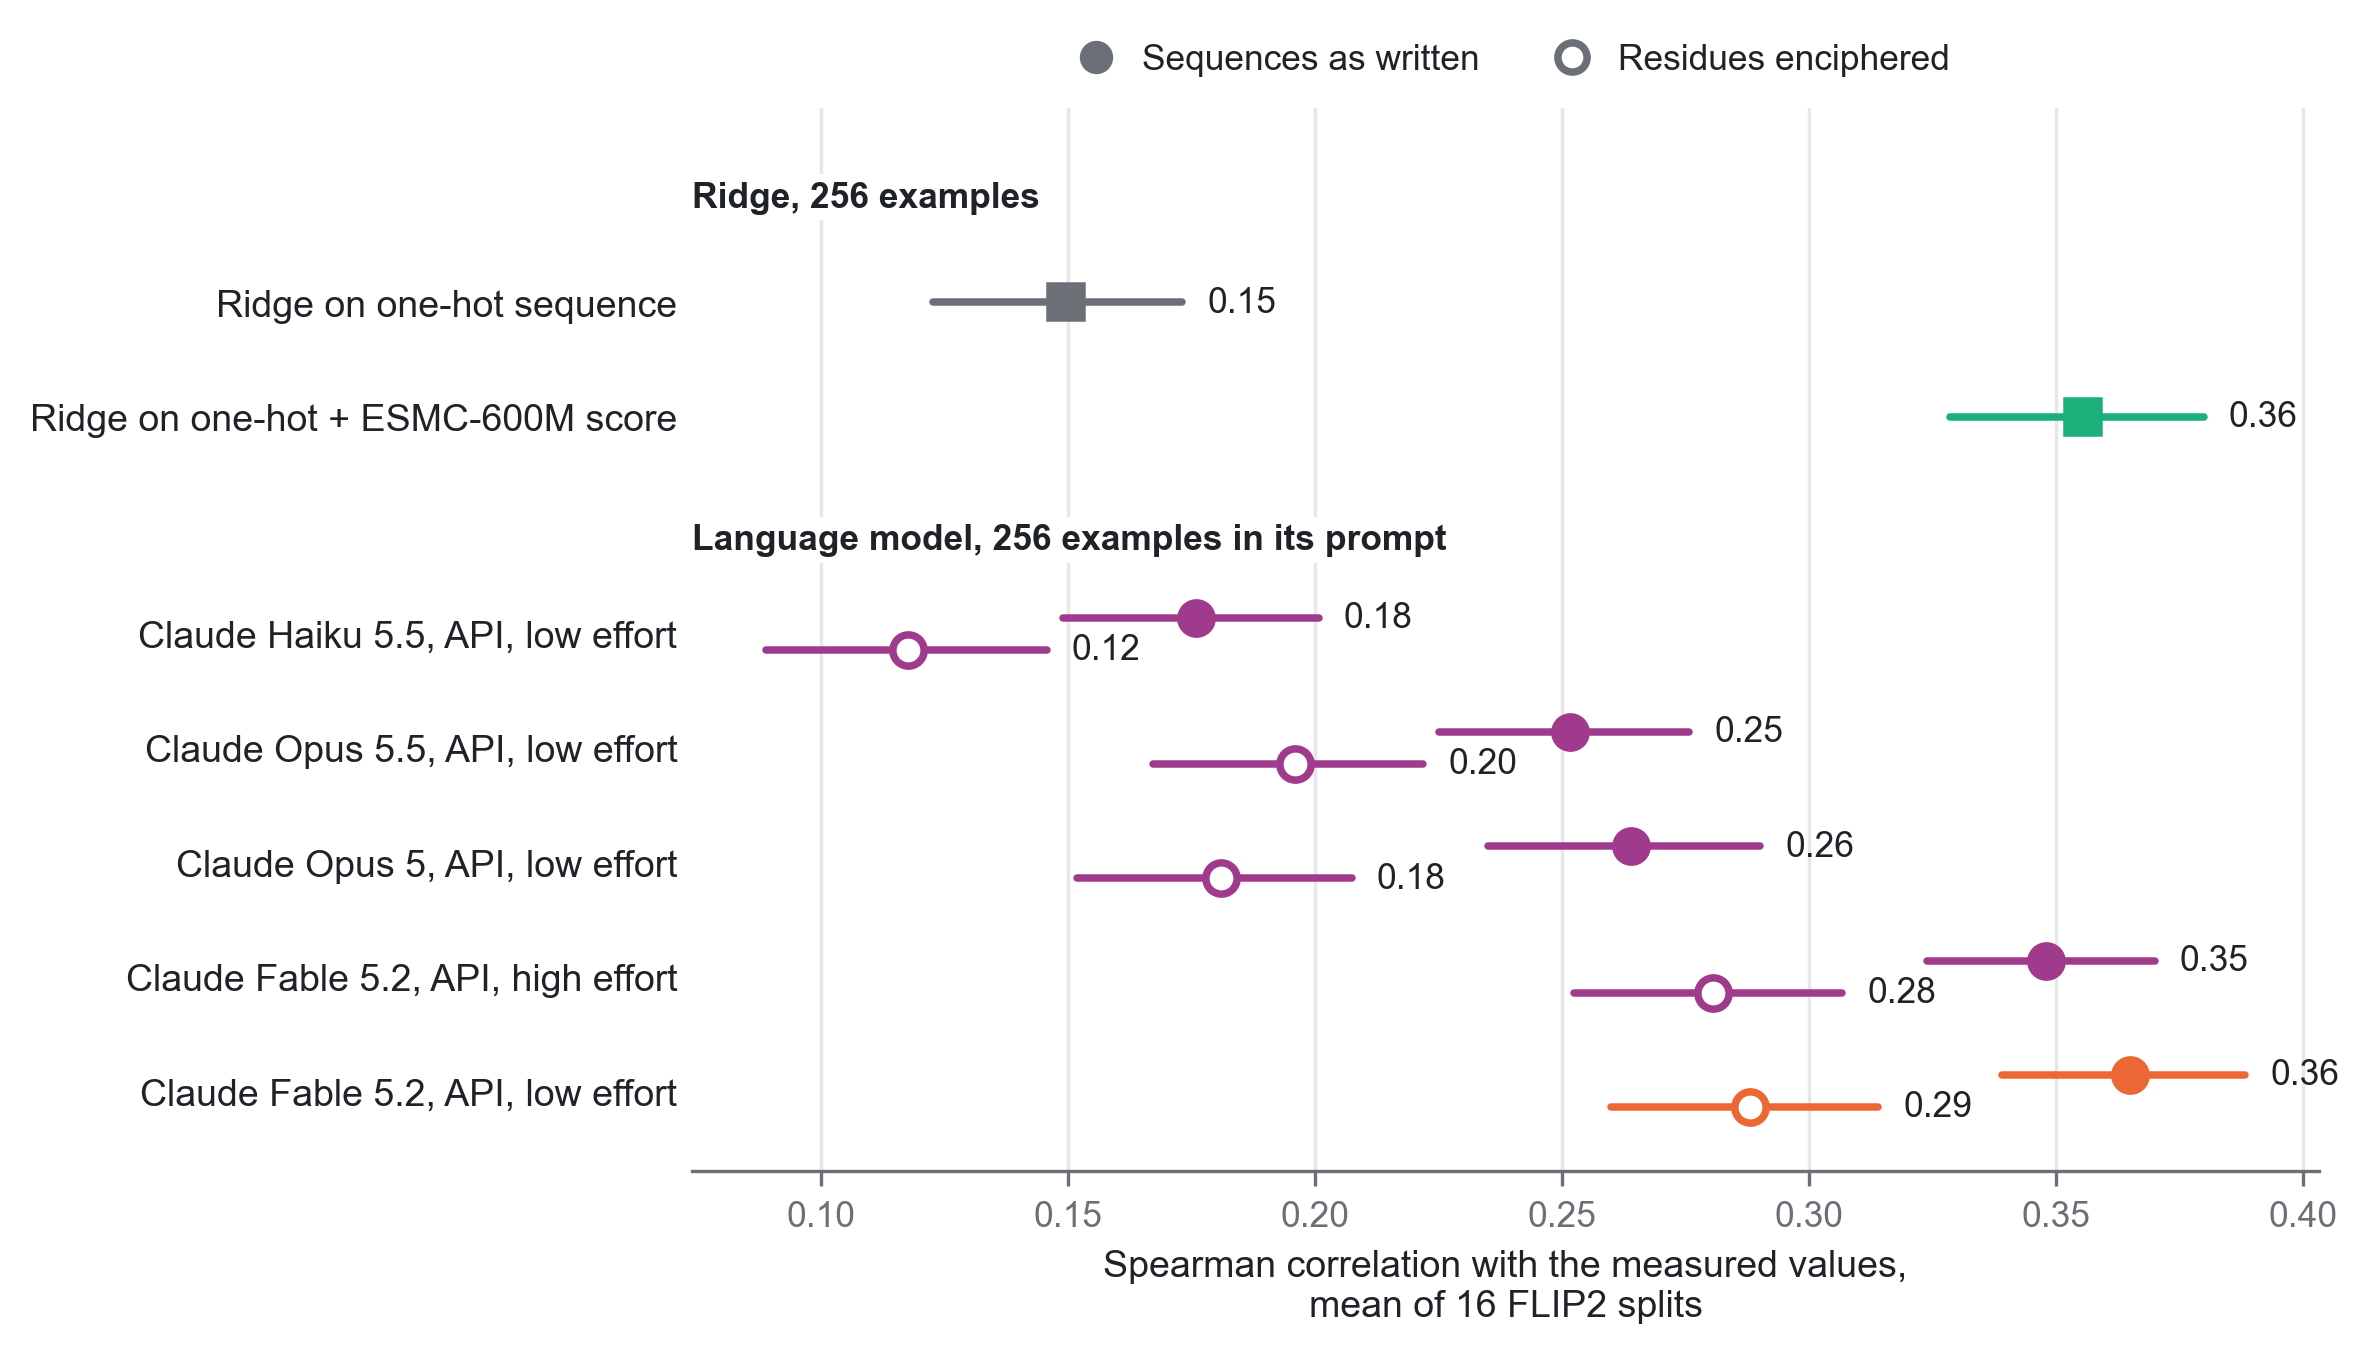 Sequences as written
Residues enciphered
Ridge, 256 examples
Ridge on one-hot sequence
0.15
Ridge on one-hot + ESMC-600M score
0.36
Language model, 256 examples in its prompt
Claude Haiku 5.5, API, low effort
0.18
0.12
Claude Opus 5.5, API, low effort
0.25
0.20
Claude Opus 5, API, low effort
0.26
0.18
Claude Fable 5.2, API, high effort
0.35
0.28
Claude Fable 5.2, API, low effort
0.36
0.29
0.10 0.15 0.20 0.25 0.30 0.35 0.40
Spearman correlation with the measured values,
mean of 16 FLIP2 splits